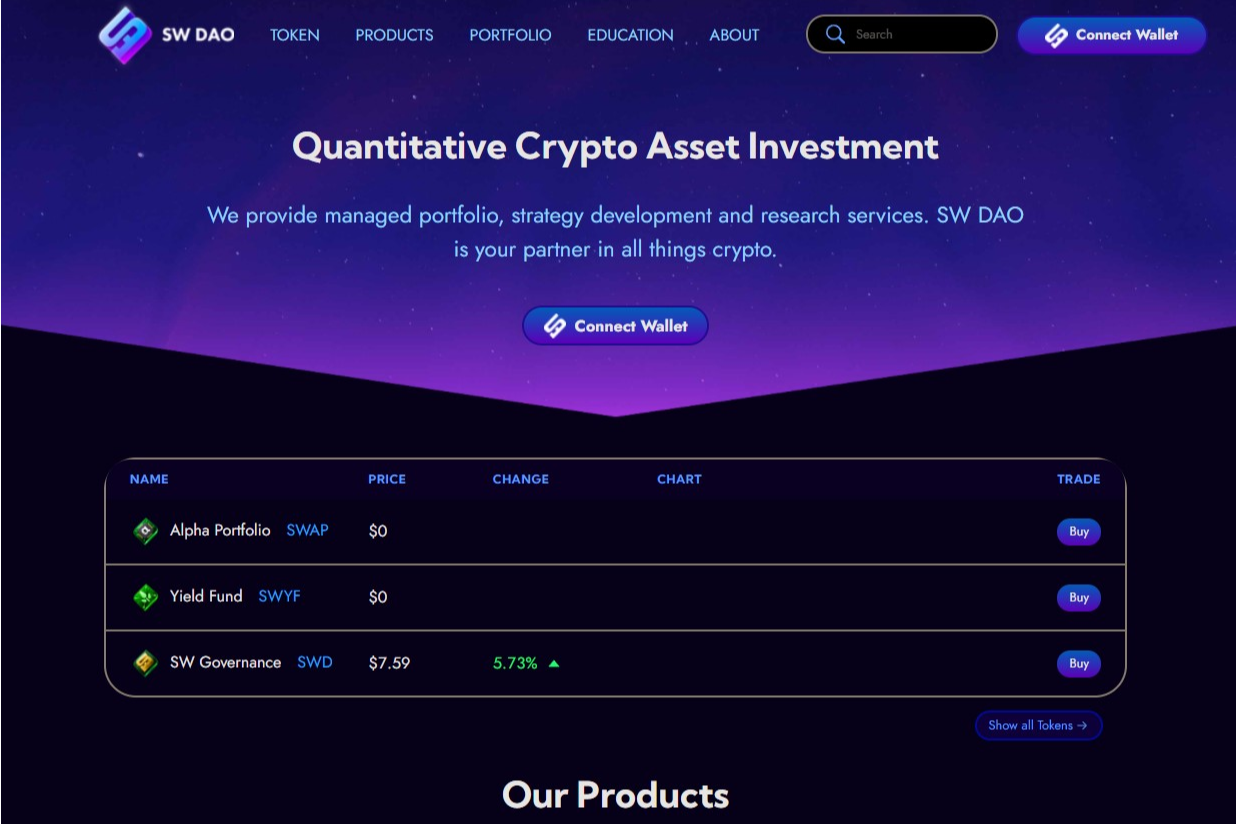 SW DAO TOKEN PRODUCTS PORTFOLIO EDUCATION ABOUT Search Connect Wallet
Quantitative Crypto Asset Investment
We provide managed portfolio, strategy development and research services. SW DAO
is your partner in all things crypto.
Connect Wallet
NAME PRICE CHANGE CHART TRADE
Alpha Portfolio SWAP $0 Buy
Yield Fund SWYF $0 Buy
SW Governance SWD $7.59 5.73% ▲ Buy
Show all Tokens →
Our Products